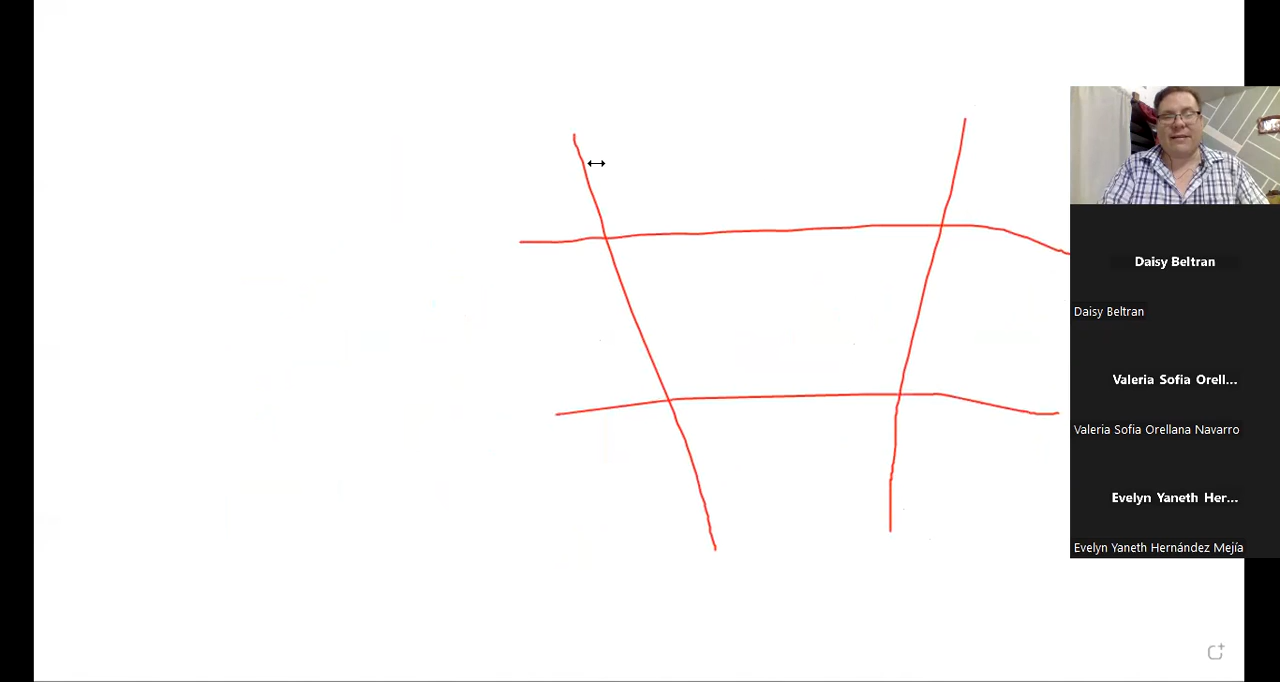 Daisy Beltran
Daisy Beltran
Valeria Sofia Orell...
Valeria Sofia Orellana Navarro
Evelyn Yaneth Her...
Evelyn Yaneth Hernández Mejía